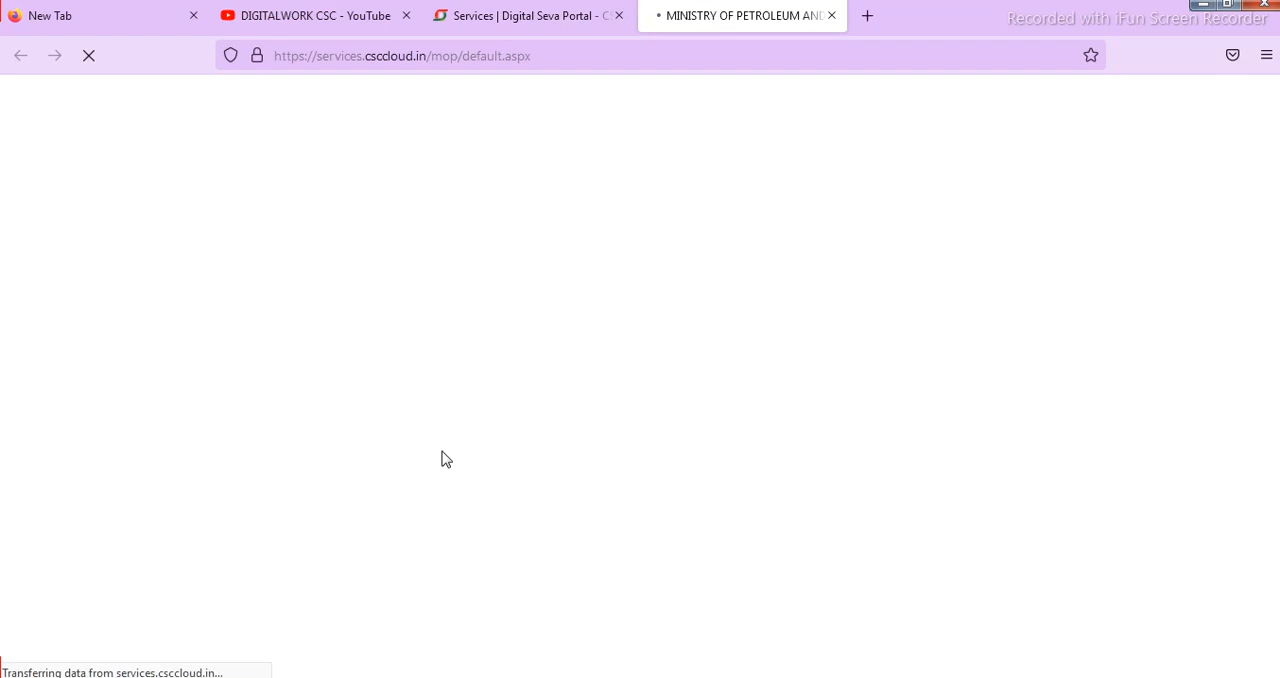 New Tab
DIGITALWORK CSC - YouTube
Services | Digital Seva Portal - CS
MINISTRY OF PETROLEUM AND
Recorded with iFun Screen Recorder
https://services.csccloud.in/mop/default.aspx
Transferring data from services.csccloud.in...